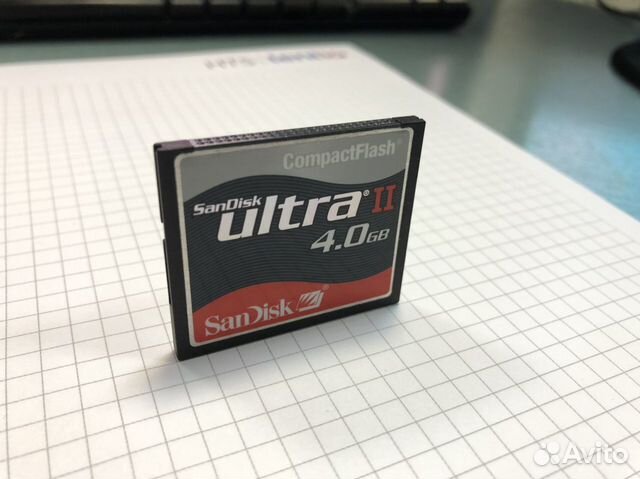 CompactFlash®
SanDisk
ultra® II
4.0GB
SanDisk
Avito